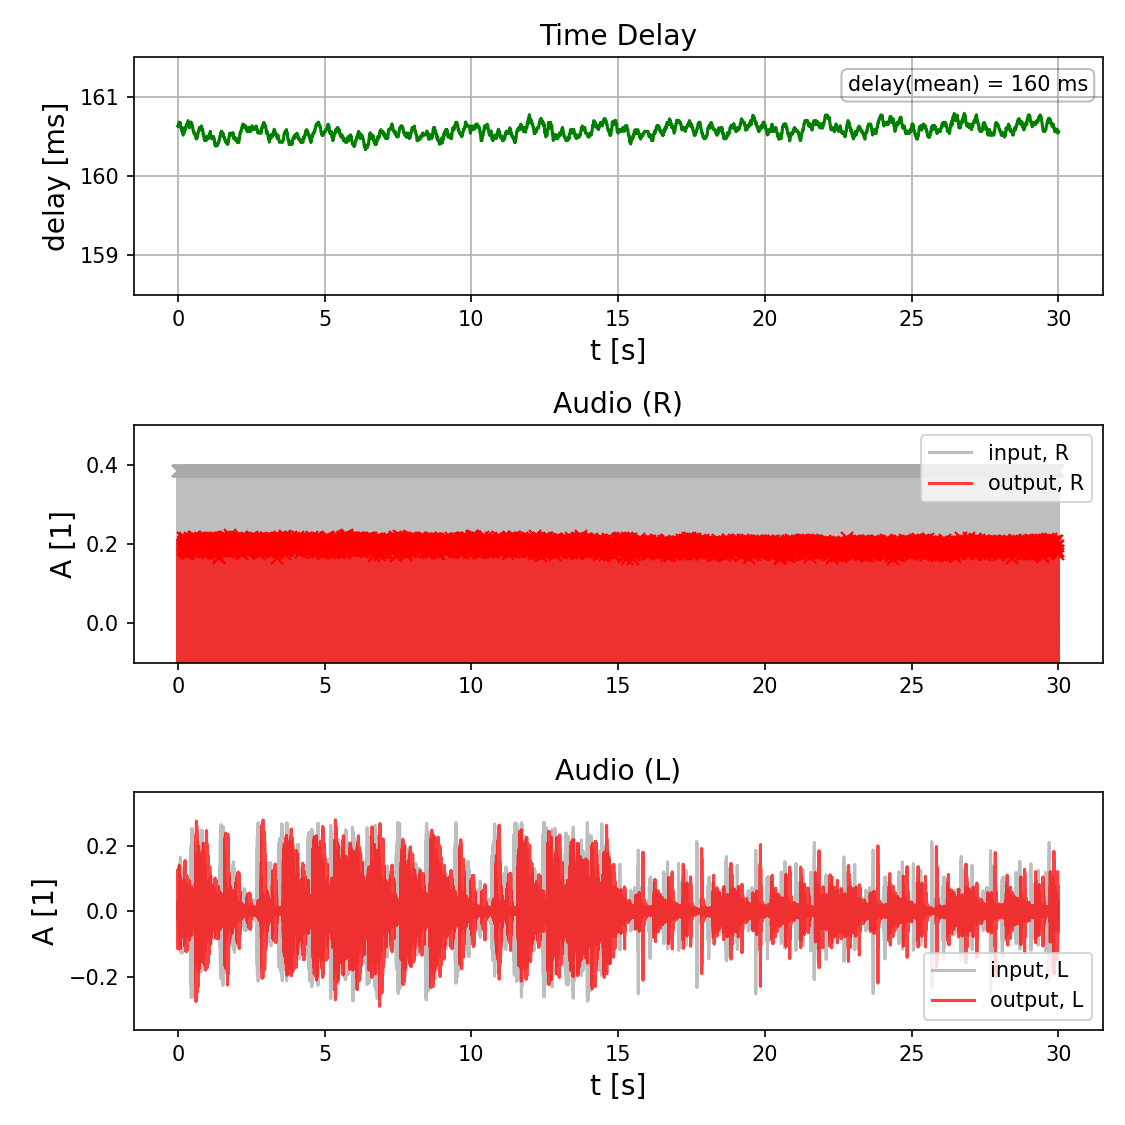 Time Delay
delay [ms]
161
160
159
delay(mean) = 160 ms
0 5 10 15 20 25 30
t [s]
Audio (R)
A [1]
0.4
0.2
0.0
input, R
output, R
0 5 10 15 20 25 30
Audio (L)
A [1]
0.2
0.0
−0.2
input, L
output, L
0 5 10 15 20 25 30
t [s]